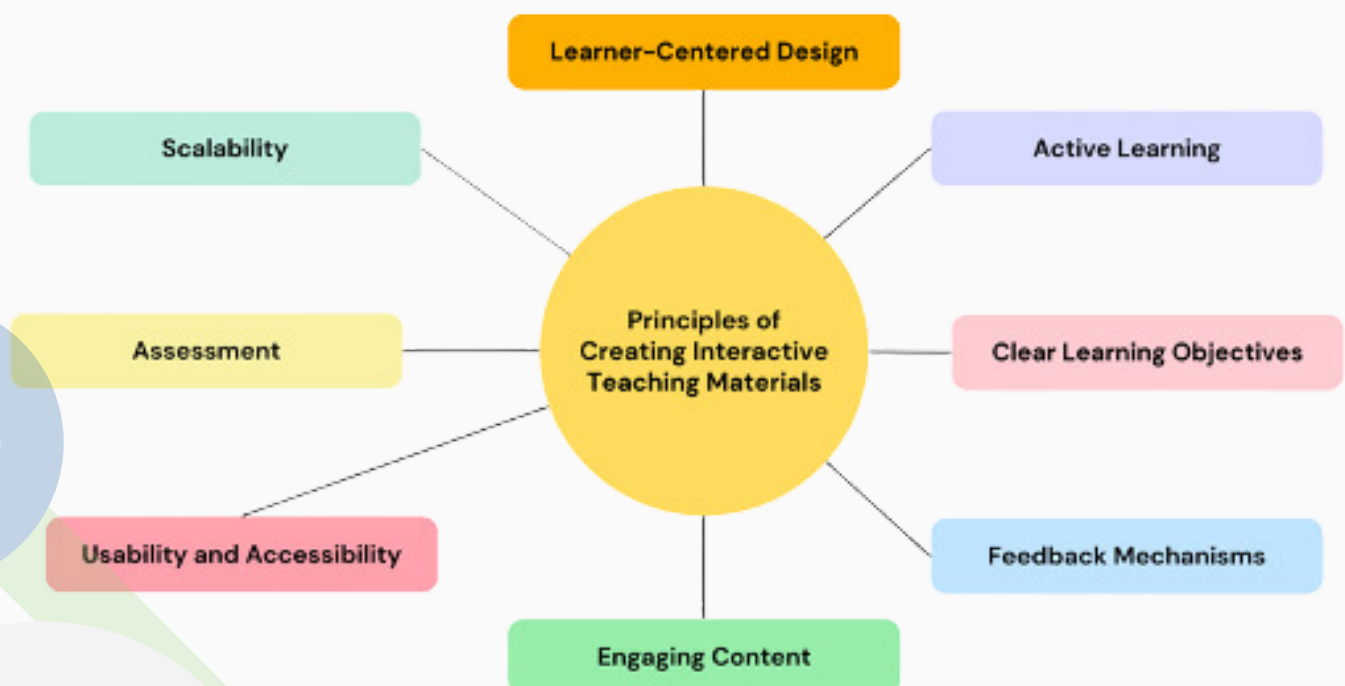 Learner-Centered Design
Scalability
Active Learning
Principles of
Creating Interactive
Teaching Materials
Assessment
Clear Learning Objectives
Usability and Accessibility
Feedback Mechanisms
Engaging Content